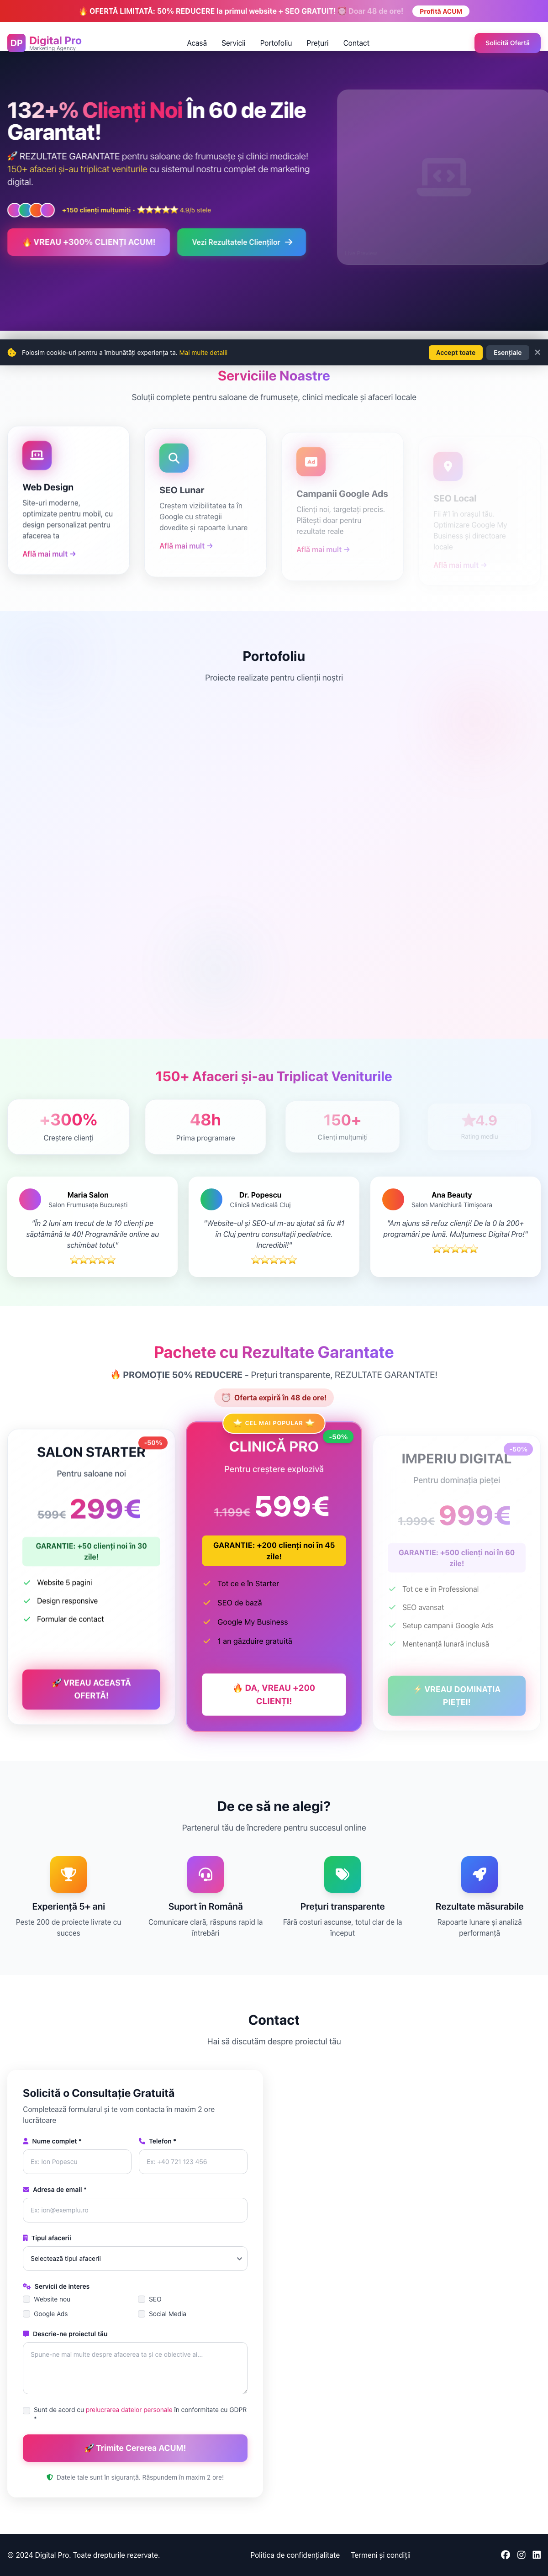 🔥 OFERTĂ LIMITATĂ: 50% REDUCERE la primul website + SEO GRATUIT! ⏰ Doar 48 de ore!
Profită ACUM
DP
Digital Pro
Marketing Agency
Acasă
Servicii
Portofoliu
Prețuri
Contact
Solicită Ofertă
132+% Clienți Noi În 60 de Zile
Garantat!
🚀 REZULTATE GARANTATE pentru saloane de frumusețe și clinici medicale!
150+ afaceri și-au triplicat veniturile cu sistemul nostru complet de marketing
digital.
+150 clienți mulțumiți • ⭐⭐⭐⭐⭐ 4.9/5 stele
🔥 VREAU +300% CLIENȚI ACUM!
Vezi Rezultatele Clienților →
Folosim cookie-uri pentru a îmbunătăți experiența ta. Mai multe detalii
Accept toate
Esențiale
✕
Serviciile Noastre
Soluții complete pentru saloane de frumusețe, clinici medicale și afaceri locale
Web Design
Site-uri moderne,
optimizate pentru mobil, cu
design personalizat pentru
afacerea ta
Află mai mult →
SEO Lunar
Creștem vizibilitatea ta în
Google cu strategii
dovedite și rapoarte lunare
Află mai mult →
Ad
Campanii Google Ads
Clienți noi, targetați precis.
Plătești doar pentru
rezultate reale
Află mai mult →
SEO Local
Fii #1 în orașul tău.
Optimizare Google My
Business și directoare
locale
Află mai mult →
Portofoliu
Proiecte realizate pentru clienții noștri
150+ Afaceri și-au Triplicat Veniturile
+300%
Creștere clienți
48h
Prima programare
150+
Clienți mulțumiți
⭐4.9
Rating mediu
Maria Salon
Salon Frumusețe București
"În 2 luni am trecut de la 10 clienți pe
săptămână la 40! Programările online au
schimbat totul."
⭐⭐⭐⭐⭐
Dr. Popescu
Clinică Medicală Cluj
"Website-ul și SEO-ul m-au ajutat să fiu #1
în Cluj pentru consultații pediatrice.
Incredibil!"
⭐⭐⭐⭐⭐
Ana Beauty
Salon Manichiură Timișoara
"Am ajuns să refuz clienți! De la 0 la 200+
programări pe lună. Mulțumesc Digital Pro!"
⭐⭐⭐⭐⭐
Pachete cu Rezultate Garantate
🔥 PROMOȚIE 50% REDUCERE - Prețuri transparente, REZULTATE GARANTATE!
⏰ Oferta expiră în 48 de ore!
-50%
SALON STARTER
Pentru saloane noi
599€ 299€
GARANTIE: +50 clienți noi în 30
zile!
Website 5 pagini
Design responsive
Formular de contact
🚀 VREAU ACEASTĂ
OFERTĂ!
⭐ CEL MAI POPULAR ⭐
-50%
CLINICĂ PRO
Pentru creștere explozivă
1.199€ 599€
GARANTIE: +200 clienți noi în 45
zile!
Tot ce e în Starter
SEO de bază
Google My Business
1 an găzduire gratuită
🔥 DA, VREAU +200
CLIENȚI!
-50%
IMPERIU DIGITAL
Pentru dominația pieței
1.999€ 999€
GARANTIE: +500 clienți noi în 60
zile!
Tot ce e în Professional
SEO avansat
Setup campanii Google Ads
Mentenanță lunară inclusă
⚡ VREAU DOMINAȚIA
PIEȚEI!
De ce să ne alegi?
Partenerul tău de încredere pentru succesul online
Experiență 5+ ani
Peste 200 de proiecte livrate cu
succes
Suport în Română
Comunicare clară, răspuns rapid la
întrebări
Prețuri transparente
Fără costuri ascunse, totul clar de la
început
Rezultate măsurabile
Rapoarte lunare și analiză
performanță
Contact
Hai să discutăm despre proiectul tău
Solicită o Consultație Gratuită
Completează formularul și te vom contacta în maxim 2 ore
lucrătoare
Nume complet *
Telefon *
Ex: Ion Popescu
Ex: +40 721 123 456
Adresa de email *
Ex: ion@exemplu.ro
Tipul afacerii
Selectează tipul afacerii
Servicii de interes
Website nou
SEO
Google Ads
Social Media
Descrie-ne proiectul tău
Spune-ne mai multe despre afacerea ta și ce obiective ai...
Sunt de acord cu prelucrarea datelor personale în conformitate cu GDPR
*
🚀 Trimite Cererea ACUM!
Datele tale sunt în siguranță. Răspundem în maxim 2 ore!
© 2024 Digital Pro. Toate drepturile rezervate.
Politica de confidențialitate
Termeni și condiții